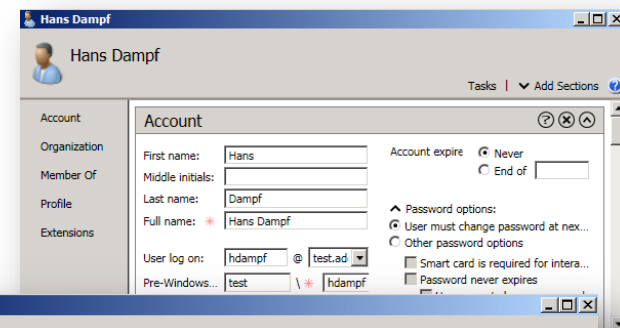 Hans Dampf
Hans Dampf
Tasks | Add Sections
Account
Organization
Member Of
Profile
Extensions
Account
First name: Hans
Middle initials:
Last name: Dampf
Full name: * Hans Dampf
User log on: hdampf @ test.ad
Pre-Windows... test \ * hdampf
Account expire
Never
End of
Password options:
User must change password at nex...
Other password options
Smart card is required for intera...
Password never expires